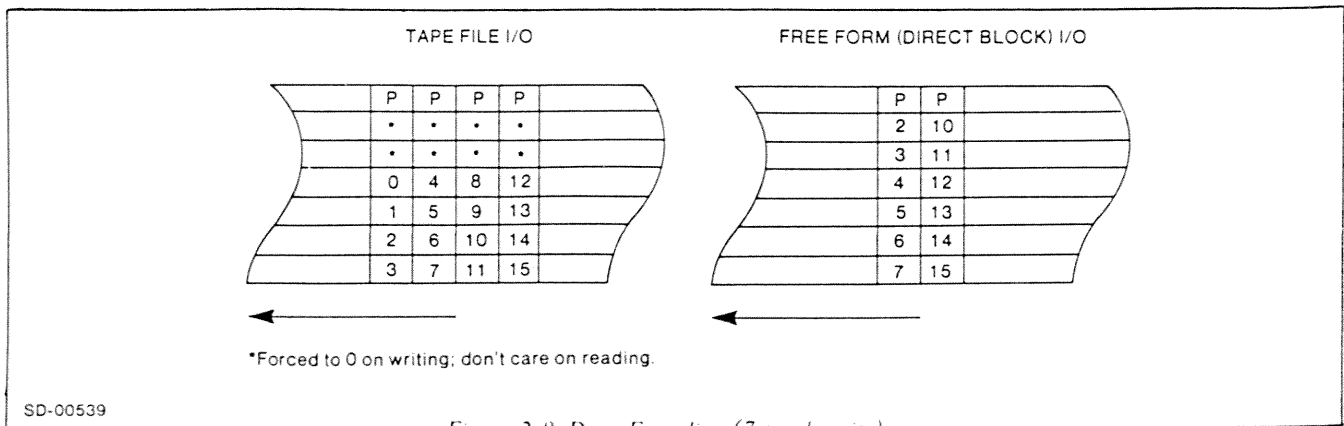 TAPE FILE I/O
FREE FORM (DIRECT BLOCK) I/O
P P P P
• • • •
• • • •
0 4 8 12
1 5 9 13
2 6 10 14
3 7 11 15
P P
2 10
3 11
4 12
5 13
6 14
7 15
*Forced to 0 on writing; don't care on reading.
SD-00539